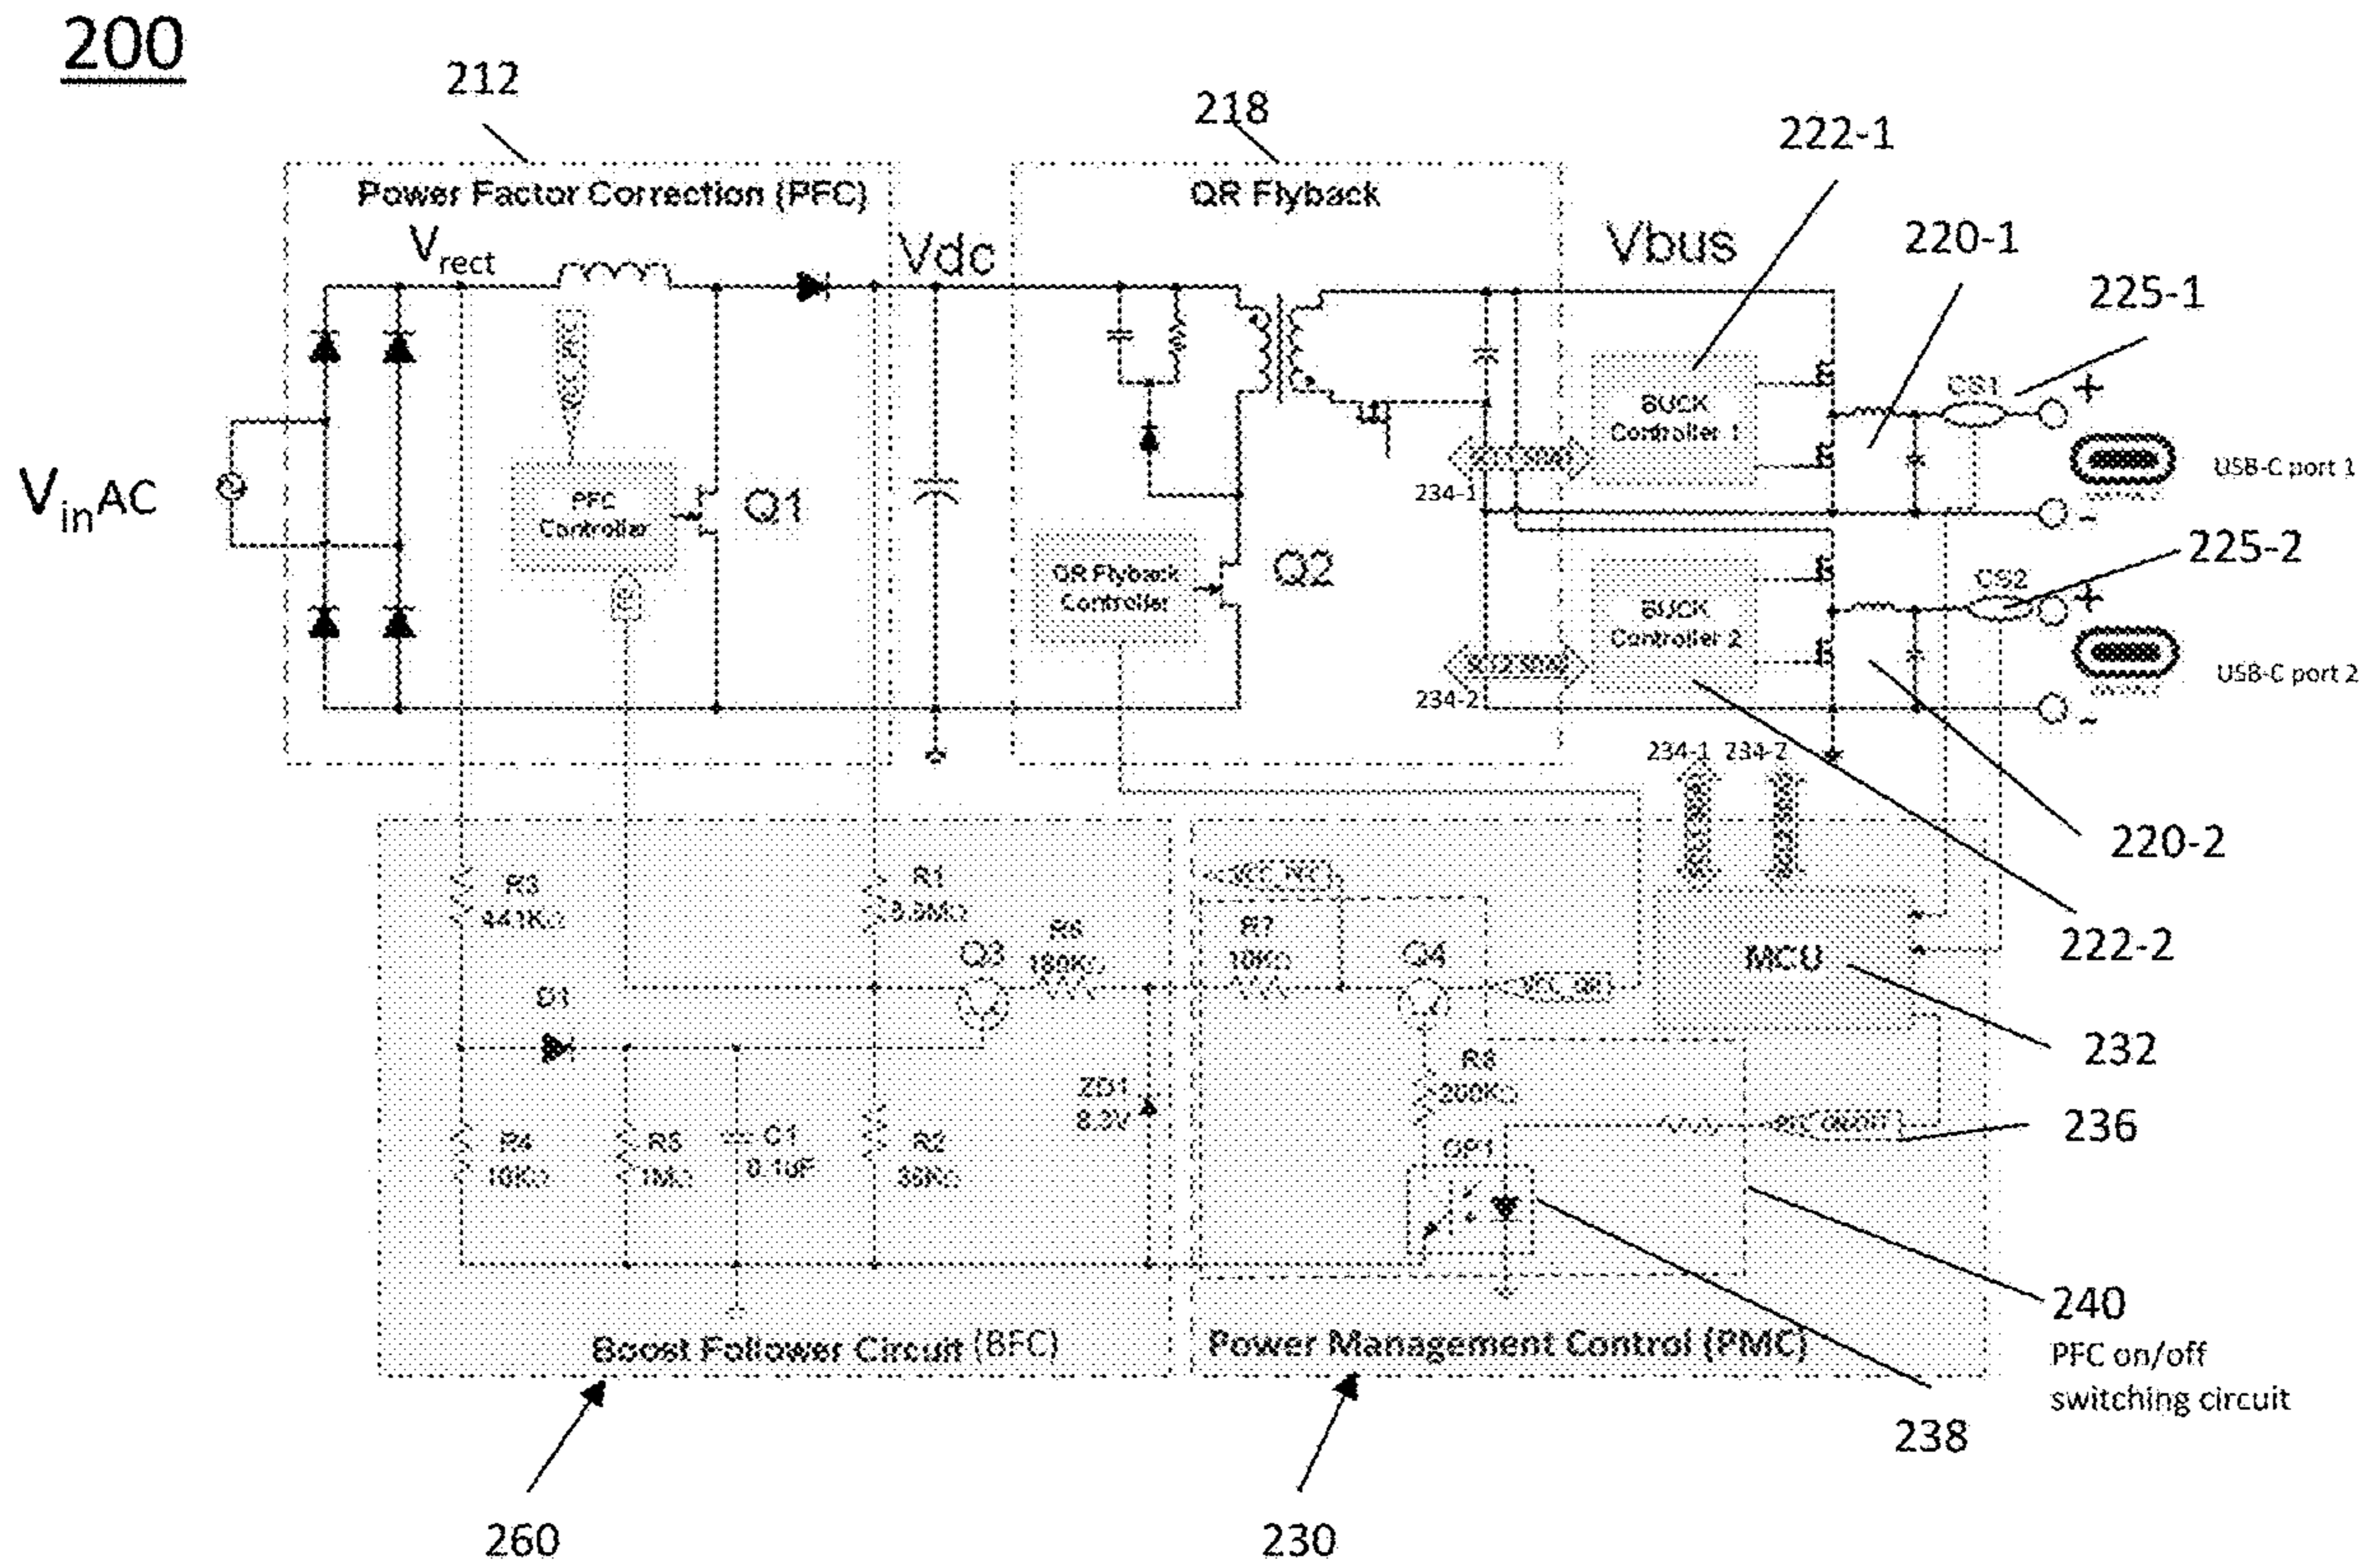 200
212
218
222-1
220-1
225-1
Power Factor Correction (PFC)
QR Flyback
Vrect
Vdc
Vbus
CS1
+
BUCK
Controller 1
USB-C port 1
234-1
VinAC
PFC
Controller
Q1
-
225-2
Q2
QR Flyback
Controller
CS2
+
BUCK
Controller 2
USB-C port 2
234-2
-
234-1 234-2
220-2
222-2
R3
R1
R6
R7
10KΩ
Q3
Q4
MCU
232
D1
R8
200KΩ
ZD1
OP1
236
R4
10KΩ
R5
1MΩ
C1
0.1uF
R2
240
PFC on/off
switching circuit
Boost Follower Circuit (BFC)
Power Management Control (PMC)
238
260
230